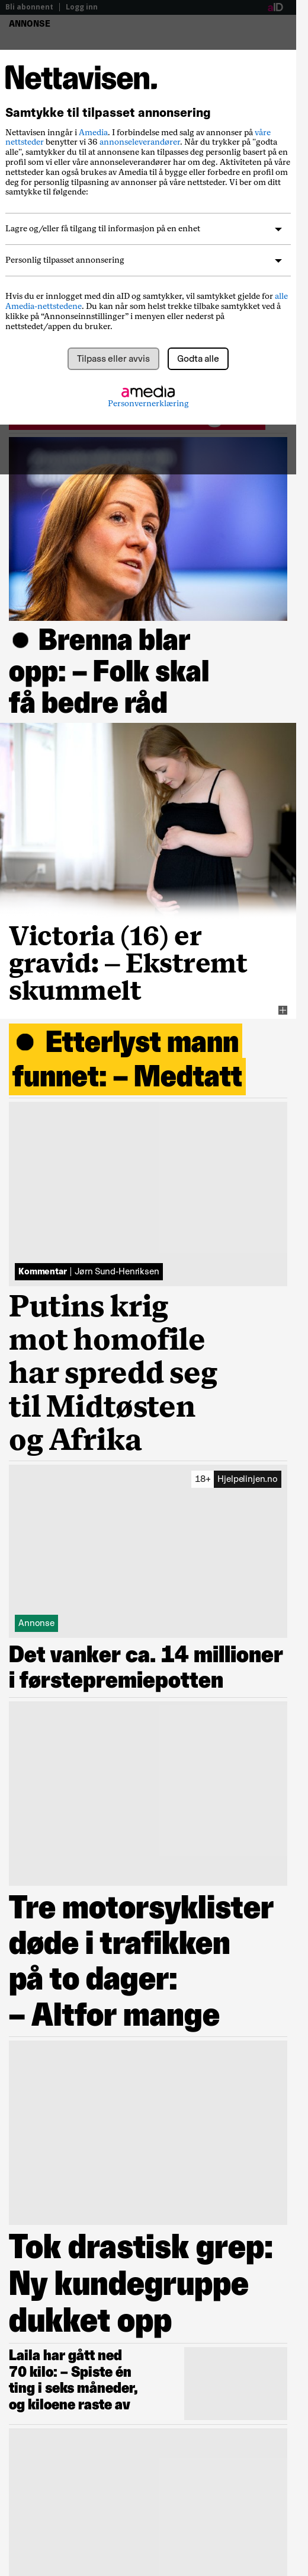 Bli abonnent | Logg inn
aID
ANNONSE
Nettavisen.
Samtykke til tilpasset annonsering
Nettavisen inngår i Amedia. I forbindelse med salg av annonser på våre
nettsteder benytter vi 36 annonseleverandører. Når du trykker på "godta
alle", samtykker du til at annonsene kan tilpasses deg personlig basert på en
profil som vi eller våre annonseleverandører har om deg. Aktiviteten på våre
nettsteder kan også brukes av Amedia til å bygge eller forbedre en profil om
deg for personlig tilpasning av annonser på våre nettsteder. Vi ber om ditt
samtykke til følgende:
Lagre og/eller få tilgang til informasjon på en enhet
Personlig tilpasset annonsering
Hvis du er innlogget med din aID og samtykker, vil samtykket gjelde for alle
Amedia-nettstedene. Du kan når som helst trekke tilbake samtykket ved å
klikke på “Annonseinnstillinger” i menyen eller nederst på
nettstedet/appen du bruker.
Tilpass eller avvis
Godta alle
amedia
Personvernerklæring
● Brenna blar
opp: – Folk skal
få bedre råd
Victoria (16) er
gravid: – Ekstremt
skummelt
● Etterlyst mann
funnet: – Medtatt
Kommentar | Jørn Sund-Henriksen
Putins krig
mot homofile
har spredd seg
til Midtøsten
og Afrika
18+ Hjelpelinjen.no
Annonse
Det vanker ca. 14 millioner
i førstepremiepotten
Tre motorsyklister
døde i trafikken
på to dager:
– Altfor mange
Tok drastisk grep:
Ny kundegruppe
dukket opp
Laila har gått ned
70 kilo: – Spiste én
ting i seks måneder,
og kiloene raste av